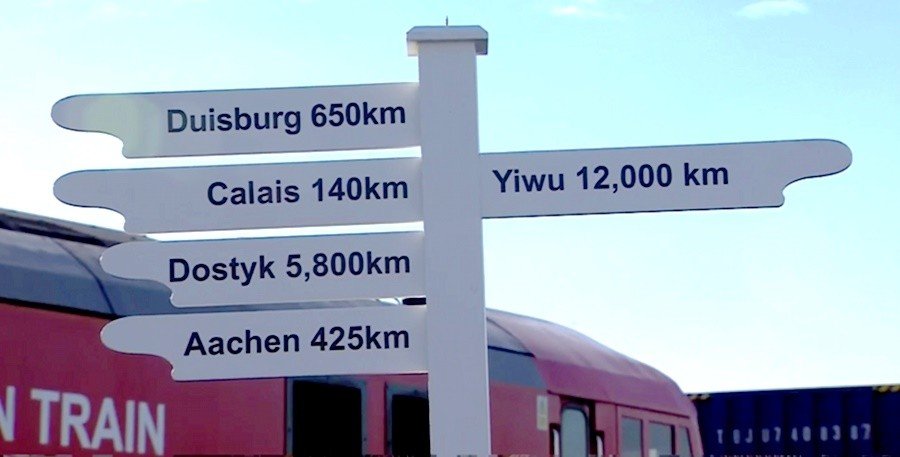 Duisburg 650km
Calais 140km
Yiwu 12,000 km
Dostyk 5,800km
Aachen 425km
N TRAIN